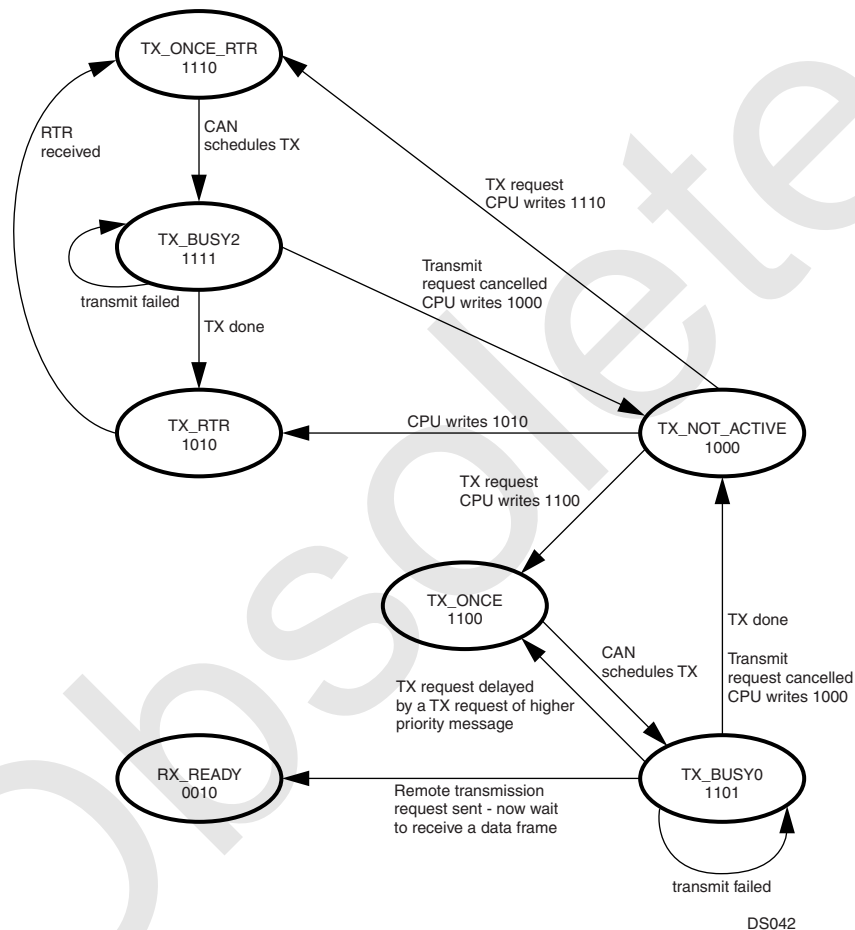 TX_ONCE_RTR
1110
RTR
received
CAN
schedules TX
TX request
CPU writes 1110
TX_BUSY2
1111
transmit failed
Transmit
request cancelled
CPU writes 1000
TX done
TX_RTR
1010
CPU writes 1010
TX_NOT_ACTIVE
1000
TX request
CPU writes 1100
TX_ONCE
1100
TX done
CAN
schedules TX
Transmit
request cancelled
CPU writes 1000
TX request delayed
by a TX request of higher
priority message
RX_READY
0010
TX_BUSY0
1101
Remote transmission
request sent - now wait
to receive a data frame
transmit failed
DS042
Obsolete